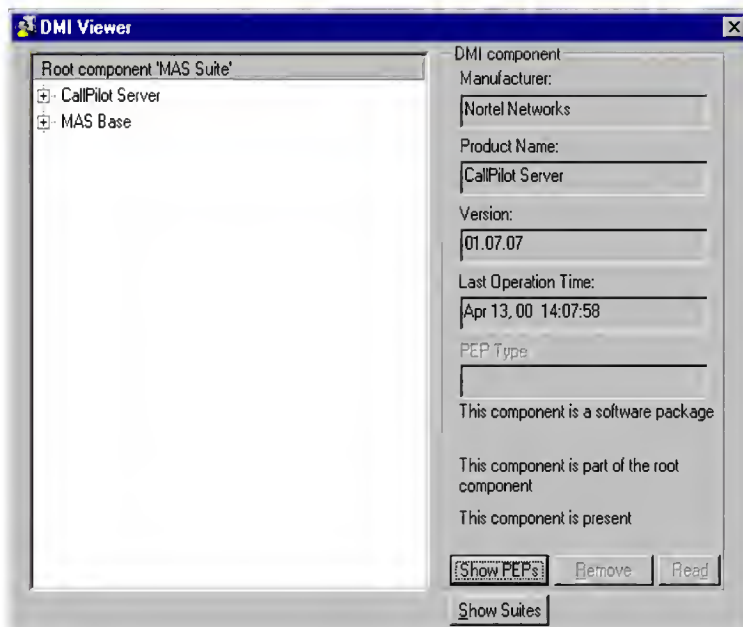 DMI Viewer
Root component 'MAS Suite'
CallPilot Server
MAS Base
DMI component
Manufacturer:
Nortel Networks
Product Name:
CallPilot Server
Version:
01.07.07
Last Operation Time:
Apr 13, 00 14:07:58
PEP Type
This component is a software package
This component is part of the root
component
This component is present
Show PEPs Remove Read
Show Suites